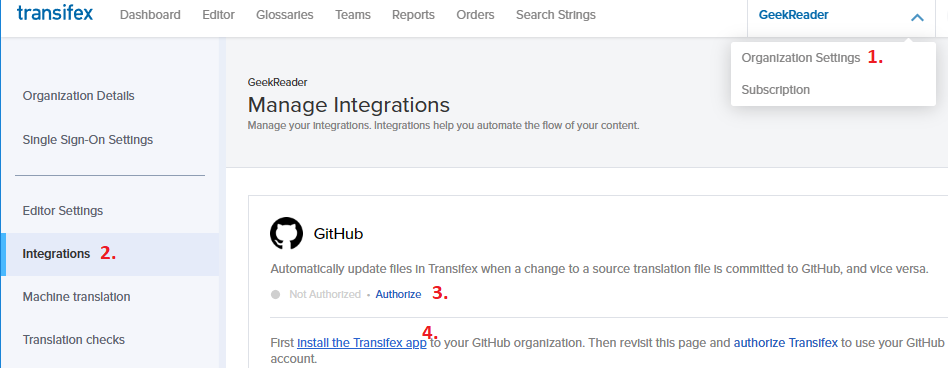 transifex Dashboard Editor Glossaries Teams Reports Orders Search Strings GeekReader
Organization Settings 1.
Subscription
Organization Details
Single Sign-On Settings
Editor Settings
Integrations 2.
Machine translation
Translation checks
GeekReader
Manage Integrations
Manage your integrations. Integrations help you automate the flow of your content.
GitHub
Automatically update files in Transifex when a change to a source translation file is committed to GitHub, and vice versa.
Not Authorized • Authorize 3.
4.
First Install the Transifex app to your GitHub organization. Then revisit this page and authorize Transifex to use your GitHub
account.